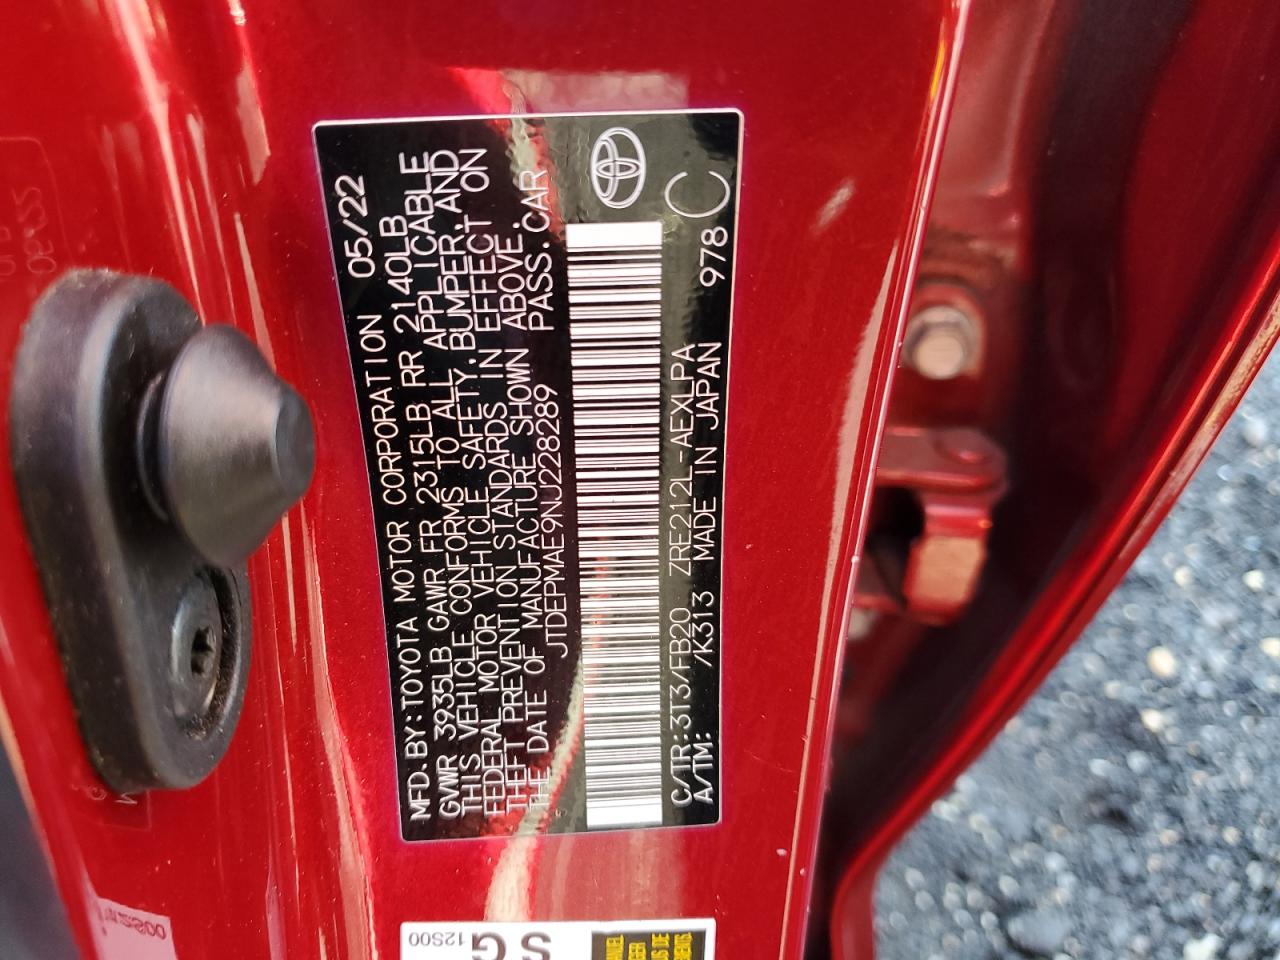 MFD.BY:TOYOTA MOTOR CORPORATION 05/22
GVWR 3935LB GAWR FR 2315LB RR 2140LB
THIS VEHICLE CONFORMS TO ALL APPLICABLE
FEDERAL MOTOR VEHICLE SAFETY,BUMPER,AND
THEFT PREVENTION STANDARDS IN EFFECT ON
THE DATE OF MANUFACTURE SHOWN ABOVE.
JTDEPMAE9NJ228289 PASS.CAR
C/TR:3T3/FB20 ZRE212L-AEXLPA 978 C
A/TM: /K313 MADE IN JAPAN
SG
12S00